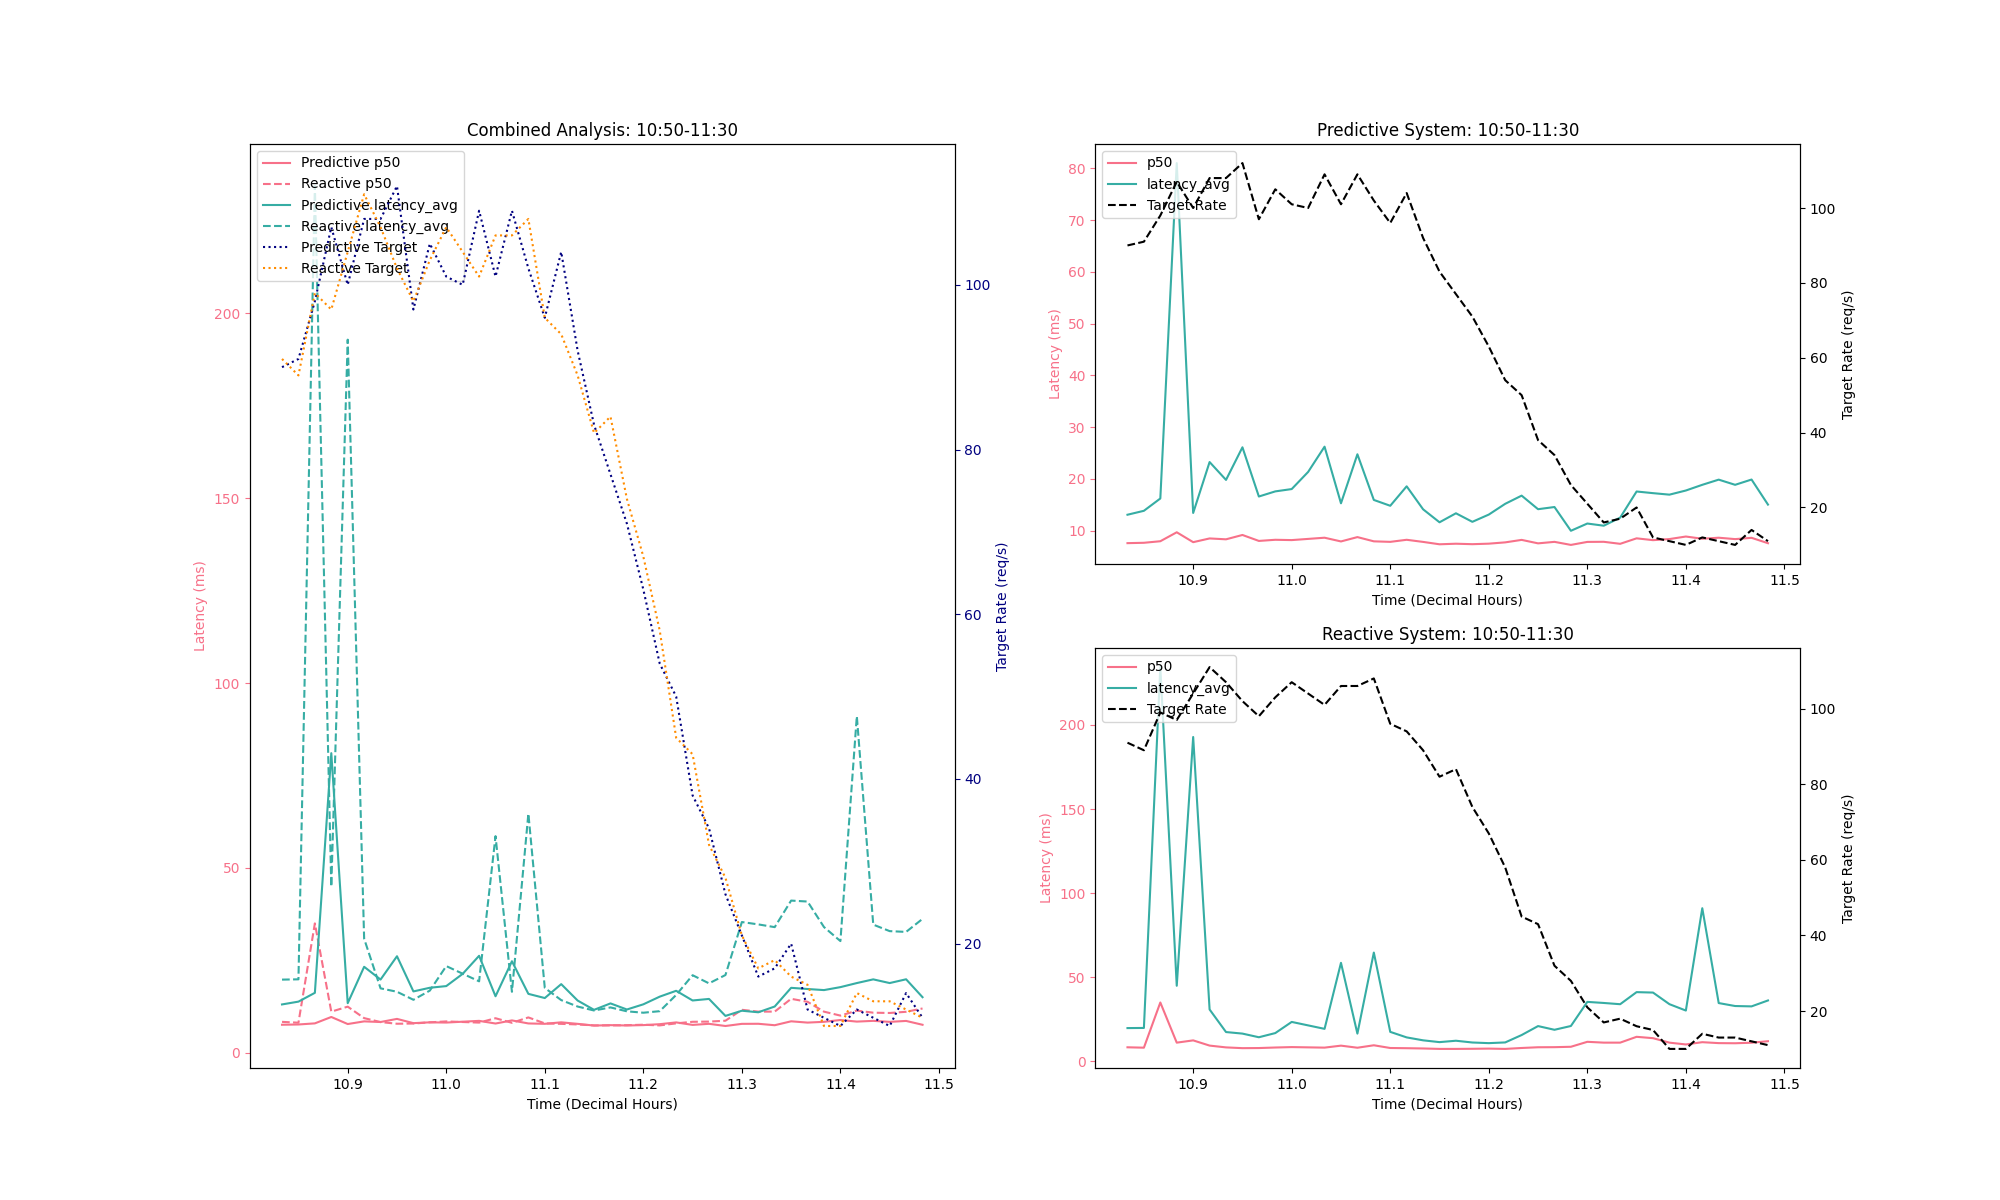 Combined Analysis: 10:50-11:30
Predictive p50
Reactive p50
Predictive latency_avg
Reactive latency_avg
Predictive Target
Reactive Target
200
150
100
50
0
Latency (ms)
100
80
60
40
20
Target Rate (req/s)
10.9 11.0 11.1 11.2 11.3 11.4 11.5
Time (Decimal Hours)
Predictive System: 10:50-11:30
p50
latency_avg
Target Rate
80
70
60
50
40
30
20
10
Latency (ms)
100
80
60
40
20
Target Rate (req/s)
10.9 11.0 11.1 11.2 11.3 11.4 11.5
Time (Decimal Hours)
Reactive System: 10:50-11:30
p50
latency_avg
Target Rate
200
150
100
50
0
Latency (ms)
100
80
60
40
20
Target Rate (req/s)
10.9 11.0 11.1 11.2 11.3 11.4 11.5
Time (Decimal Hours)